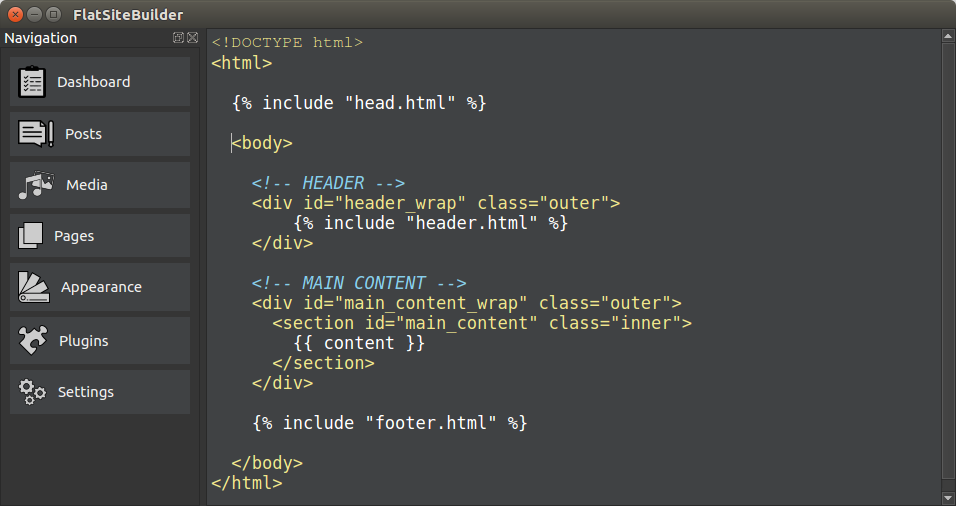 FlatSiteBuilder
Navigation
Dashboard
Posts
Media
Pages
Appearance
Plugins
Settings
<!DOCTYPE html>
<html>
  {% include "head.html" %}
  <body>
    <!-- HEADER -->
    <div id="header_wrap" class="outer">
        {% include "header.html" %}
    </div>
    <!-- MAIN CONTENT -->
    <div id="main_content_wrap" class="outer">
      <section id="main_content" class="inner">
        {{ content }}
      </section>
    </div>
    {% include "footer.html" %}
  </body>
</html>